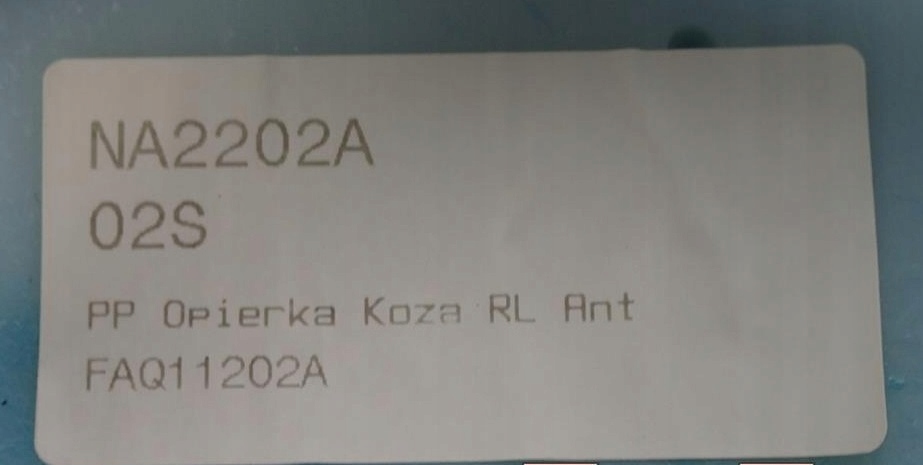 NA2202A
02S
PP Opierka Koza RL Ant
FAQ11202A